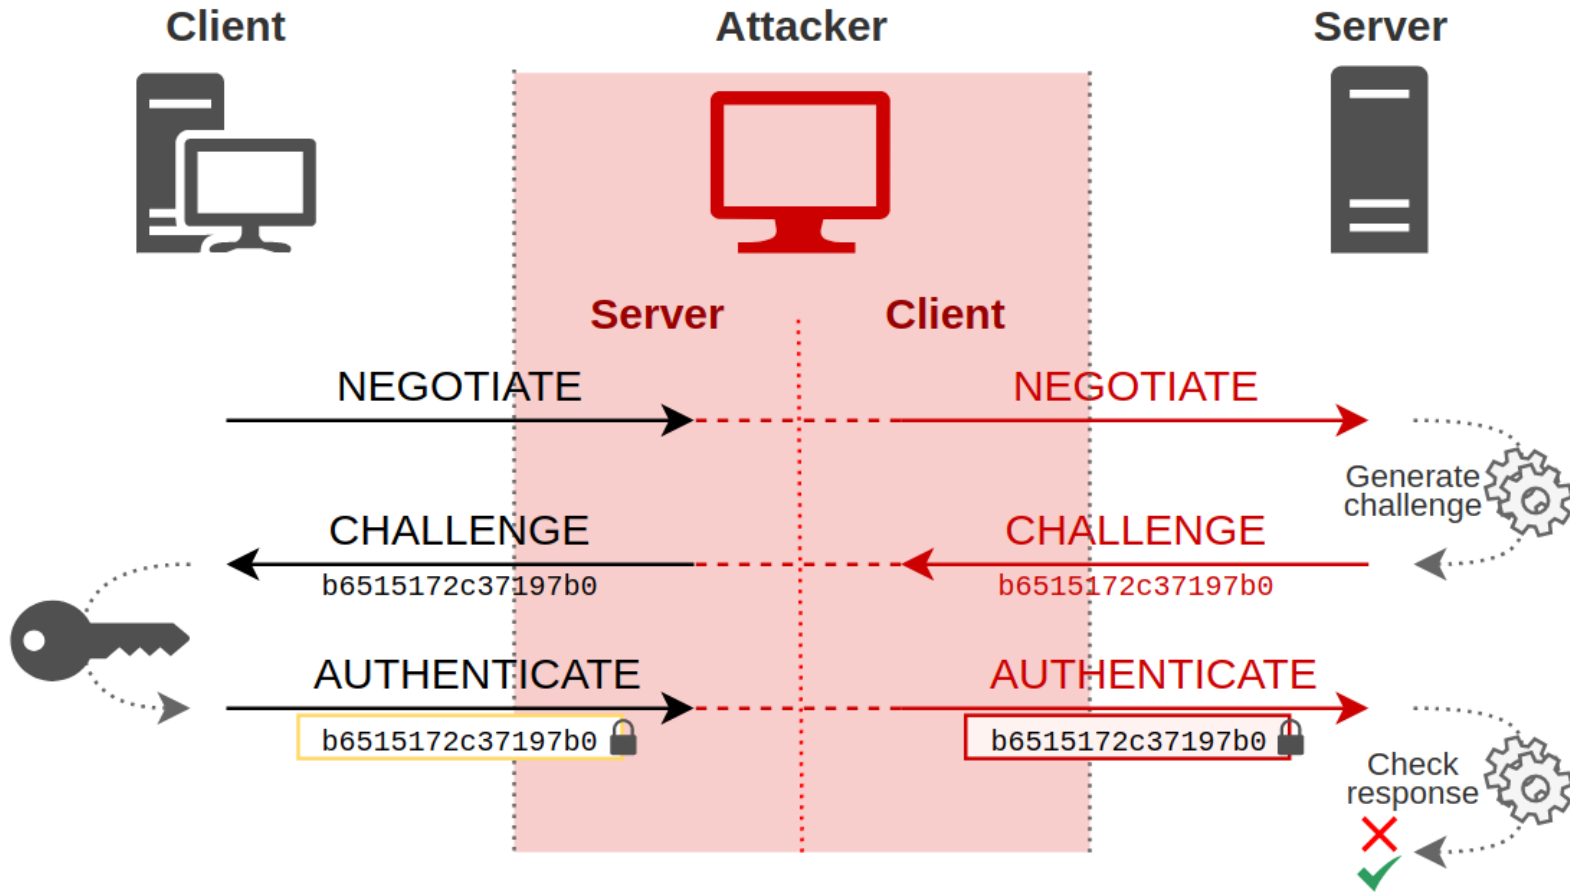 Client
Attacker
Server
Server
Client
NEGOTIATE
NEGOTIATE
Generate
challenge
CHALLENGE
CHALLENGE
b6515172c37197b0
b6515172c37197b0
AUTHENTICATE
AUTHENTICATE
b6515172c37197b0
b6515172c37197b0
Check
response